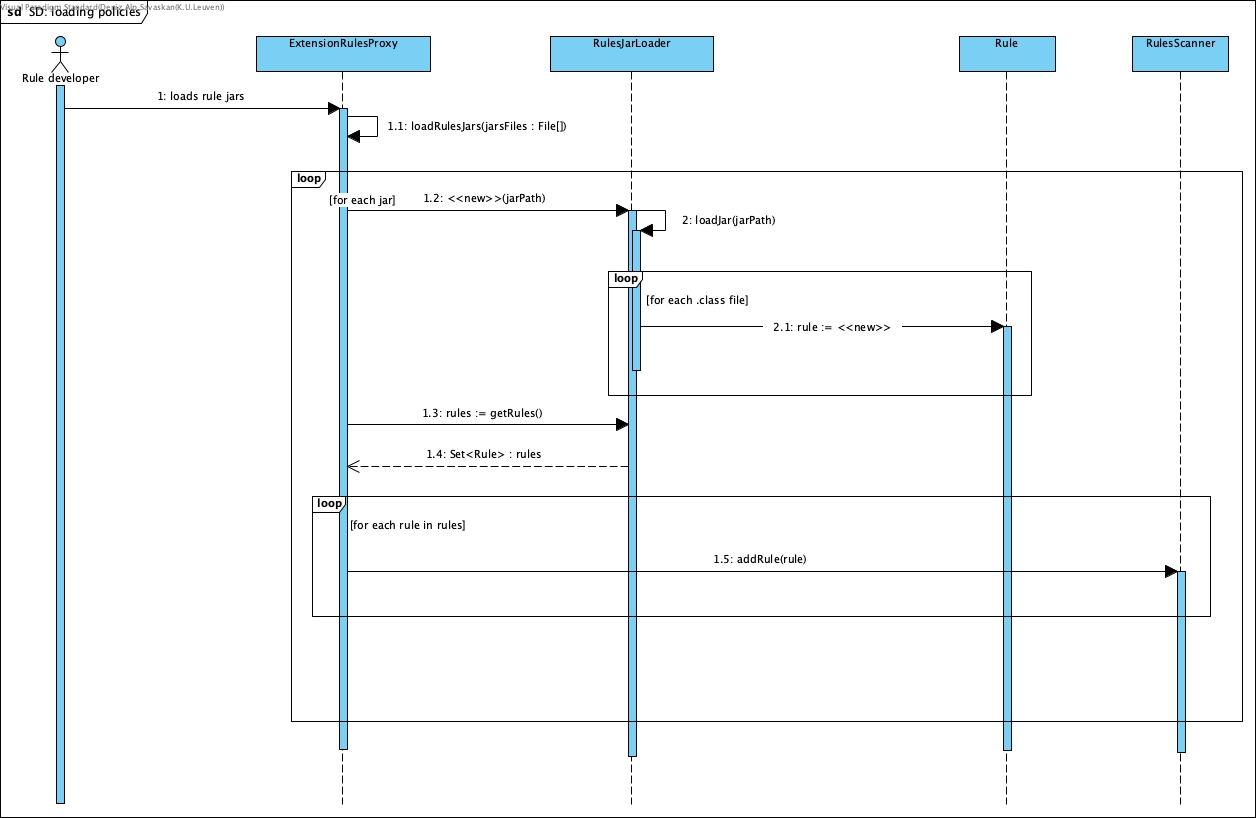 Visual Paradigm Standard(Deniz Alp Savaskan(K.U.Leuven))
sd SD: loading policies
ExtensionRulesProxy
RulesJarLoader
Rule
RulesScanner
Rule developer
1: loads rule jars
1.1: loadRulesJars(jarsFiles : File[])
loop
[for each jar]
1.2: <<new>>(jarPath)
2: loadJar(jarPath)
loop
[for each .class file]
2.1: rule := <<new>>
1.3: rules := getRules()
1.4: Set<Rule> : rules
loop
[for each rule in rules]
1.5: addRule(rule)